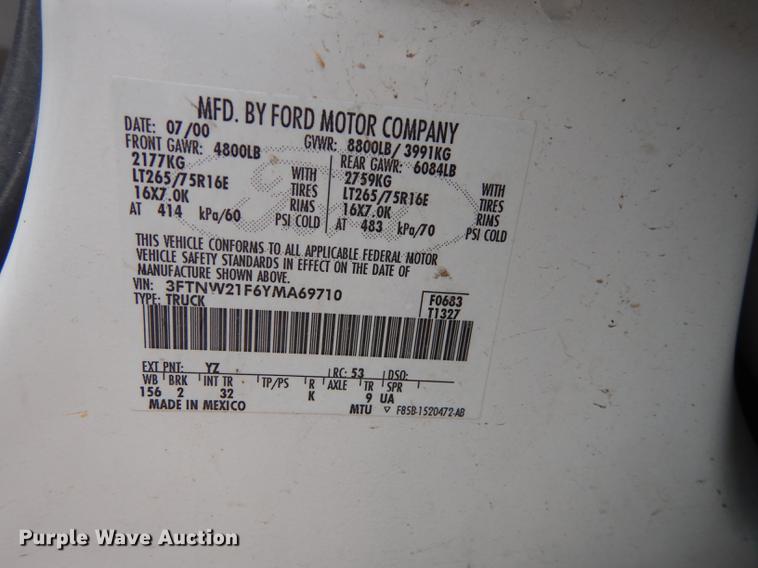 MFD. BY FORD MOTOR COMPANY
DATE: 07/00 GVWR: 8800LB/ 3991KG
FRONT GAWR: 4800LB REAR GAWR: 6084LB
2177KG WITH 2759KG WITH
LT265/75R16E TIRES LT265/75R16E TIRES
16X7.0K RIMS 16X7.0K RIMS
AT 414 kPa/60 PSI COLD AT 483 kPa/70 PSI COLD
THIS VEHICLE CONFORMS TO ALL APPLICABLE FEDERAL MOTOR
VEHICLE SAFETY STANDARDS IN EFFECT ON THE DATE OF
MANUFACTURE SHOWN ABOVE.
VIN: 3FTNW21F6YMA69710 F0683
TYPE: TRUCK T1327
EXT PNT: YZ RC: 53 DSO:
WB BRK INT TR TP/PS R AXLE TR SPR
156 2 32 K 9 UA
MADE IN MEXICO MTU F85B-1520472-AB
Purple Wave Auction